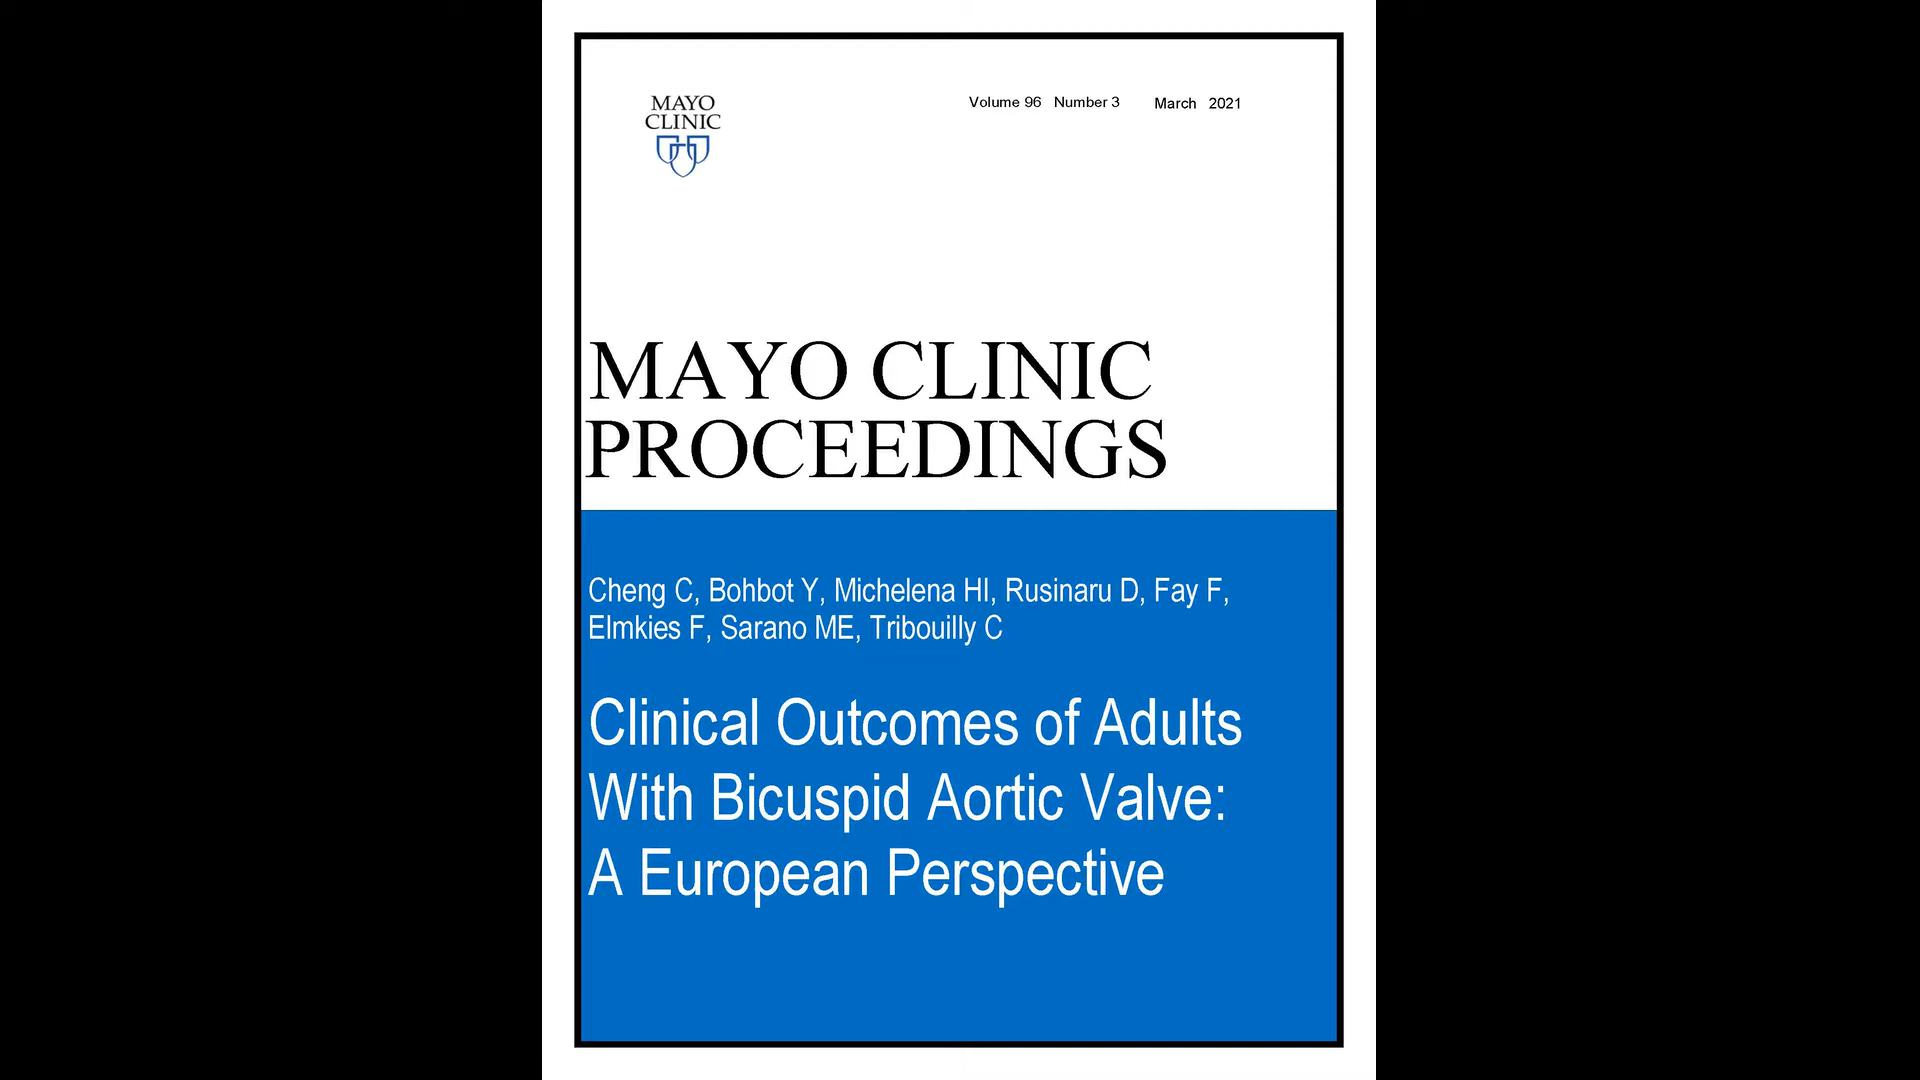 MAYO
CLINIC
Volume 96 Number 3 March 2021
MAYO CLINIC
PROCEEDINGS
Cheng C, Bohbot Y, Michelena HI, Rusinaru D, Fay F,
Elmkies F, Sarano ME, Tribouilly C
Clinical Outcomes of Adults
With Bicuspid Aortic Valve:
A European Perspective